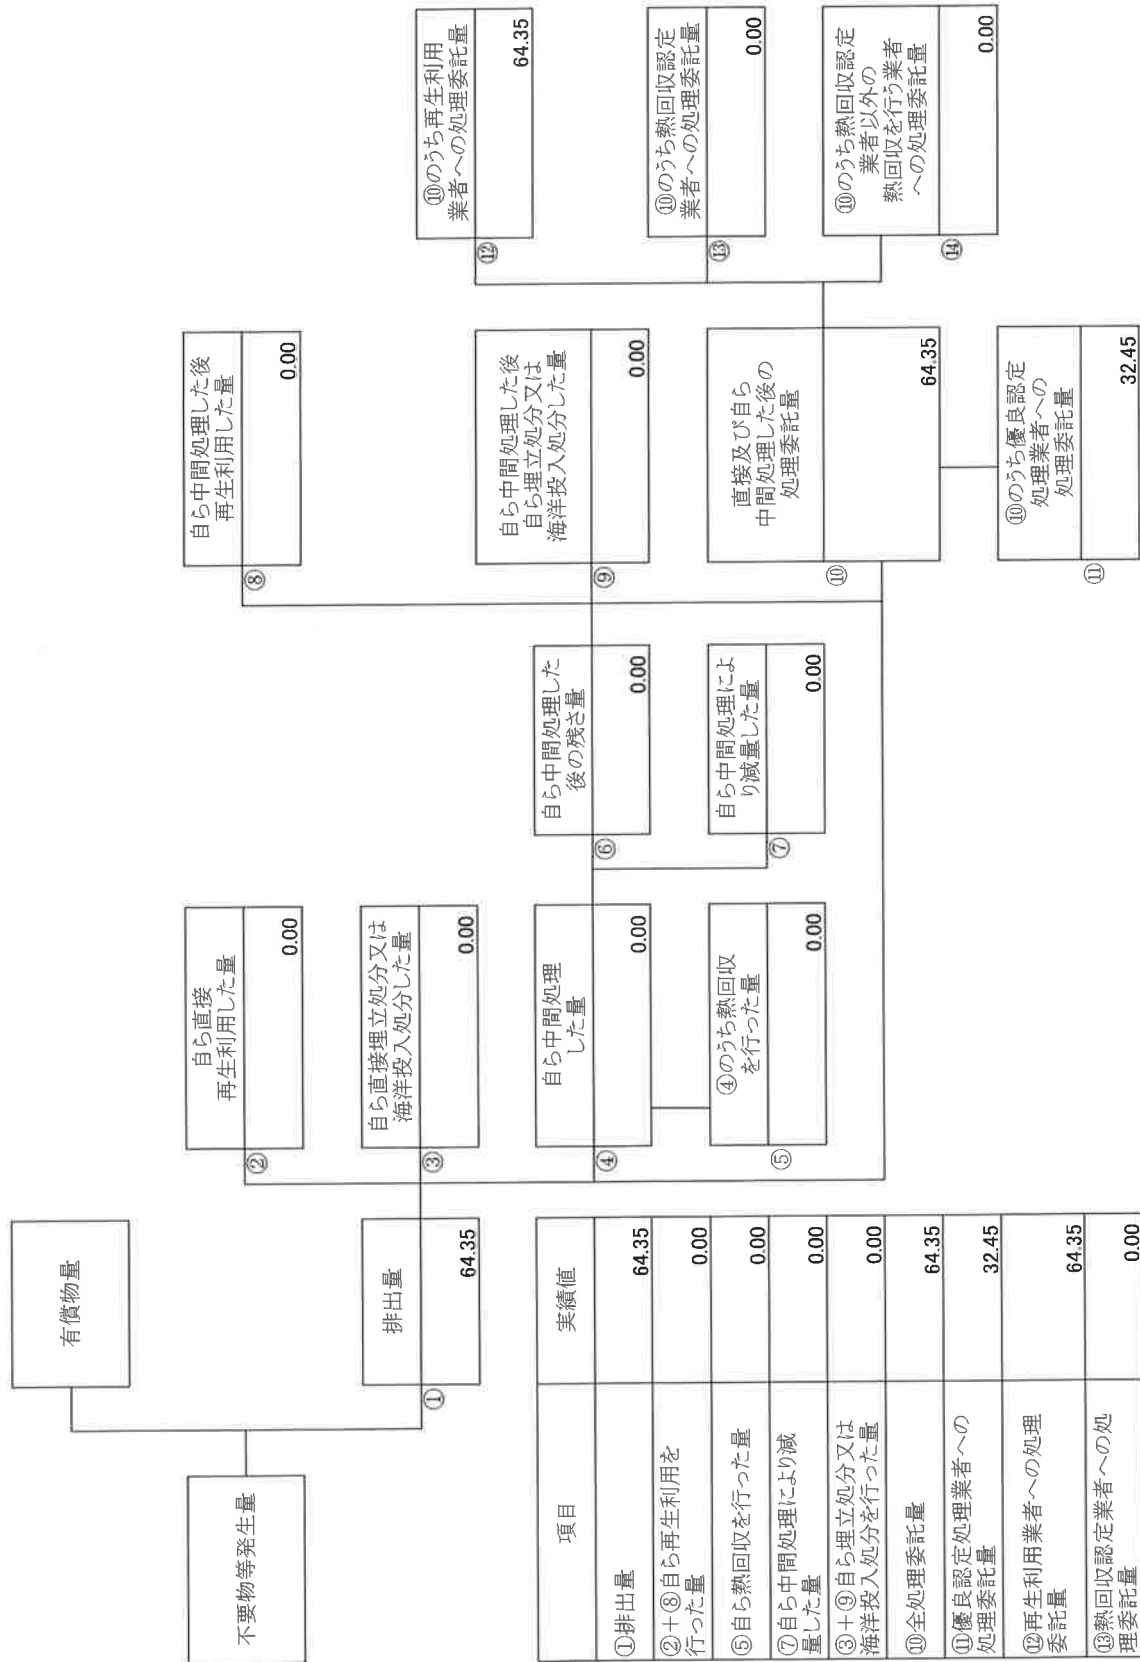 不要物等発生量
有償物量
排出量
①
64.35
自ら直接
再生利用した量
②
0.00
自ら直接埋立処分又は
海洋投入処分した量
③
0.00
自ら中間処理
した量
④
0.00
④のうち熱回収
を行った量
⑤
0.00
自ら中間処理した
後の残さ量
⑥
0.00
自ら中間処理によ
り減量した量
⑦
0.00
自ら中間処理した後
再生利用した量
⑧
0.00
自ら中間処理した後
自ら埋立処分又は
海洋投入処分した量
⑨
0.00
直接及び自ら
中間処理した後の
処理委託量
⑩
64.35
⑩のうち優良認定
処理業者への
処理委託量
⑪
32.45
⑩のうち再生利用
業者への処理委託量
⑫
64.35
⑩のうち熱回収認定
業者への処理委託量
⑬
0.00
⑩のうち熱回収認定
業者以外の
熱回収を行う業者
への処理委託量
⑭
0.00
項目 実績値
①排出量 64.35
②+⑧自ら再生利用を
行った量 0.00
⑤自ら熱回収を行った量 0.00
⑦自ら中間処理により減
量した量 0.00
③+⑨自ら埋立処分又は
海洋投入処分を行った量 0.00
⑩全処理委託量 64.35
⑪優良認定処理業者への
処理委託量 32.45
⑫再生利用業者への処理
委託量 64.35
⑬熱回収認定業者への処
理委託量 0.00